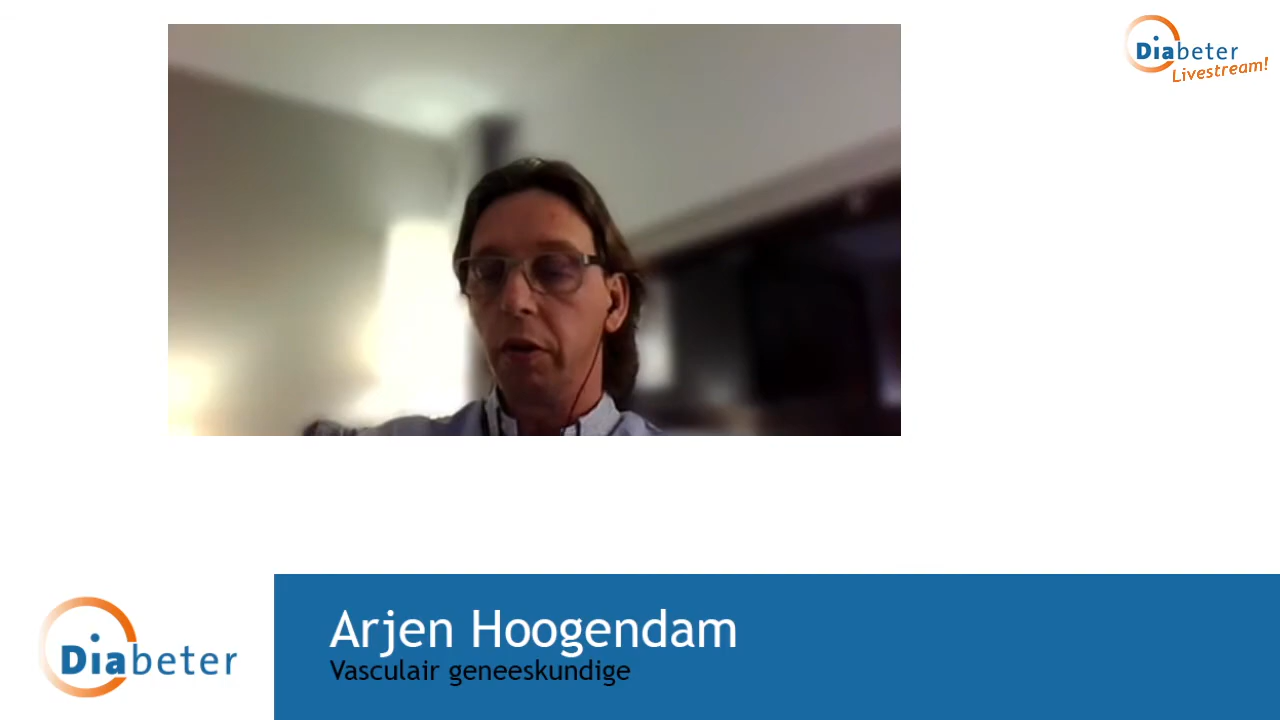 Diabeter
Livestream!
Arjen Hoogendam
Vasculair geneeskundige
Diabeter